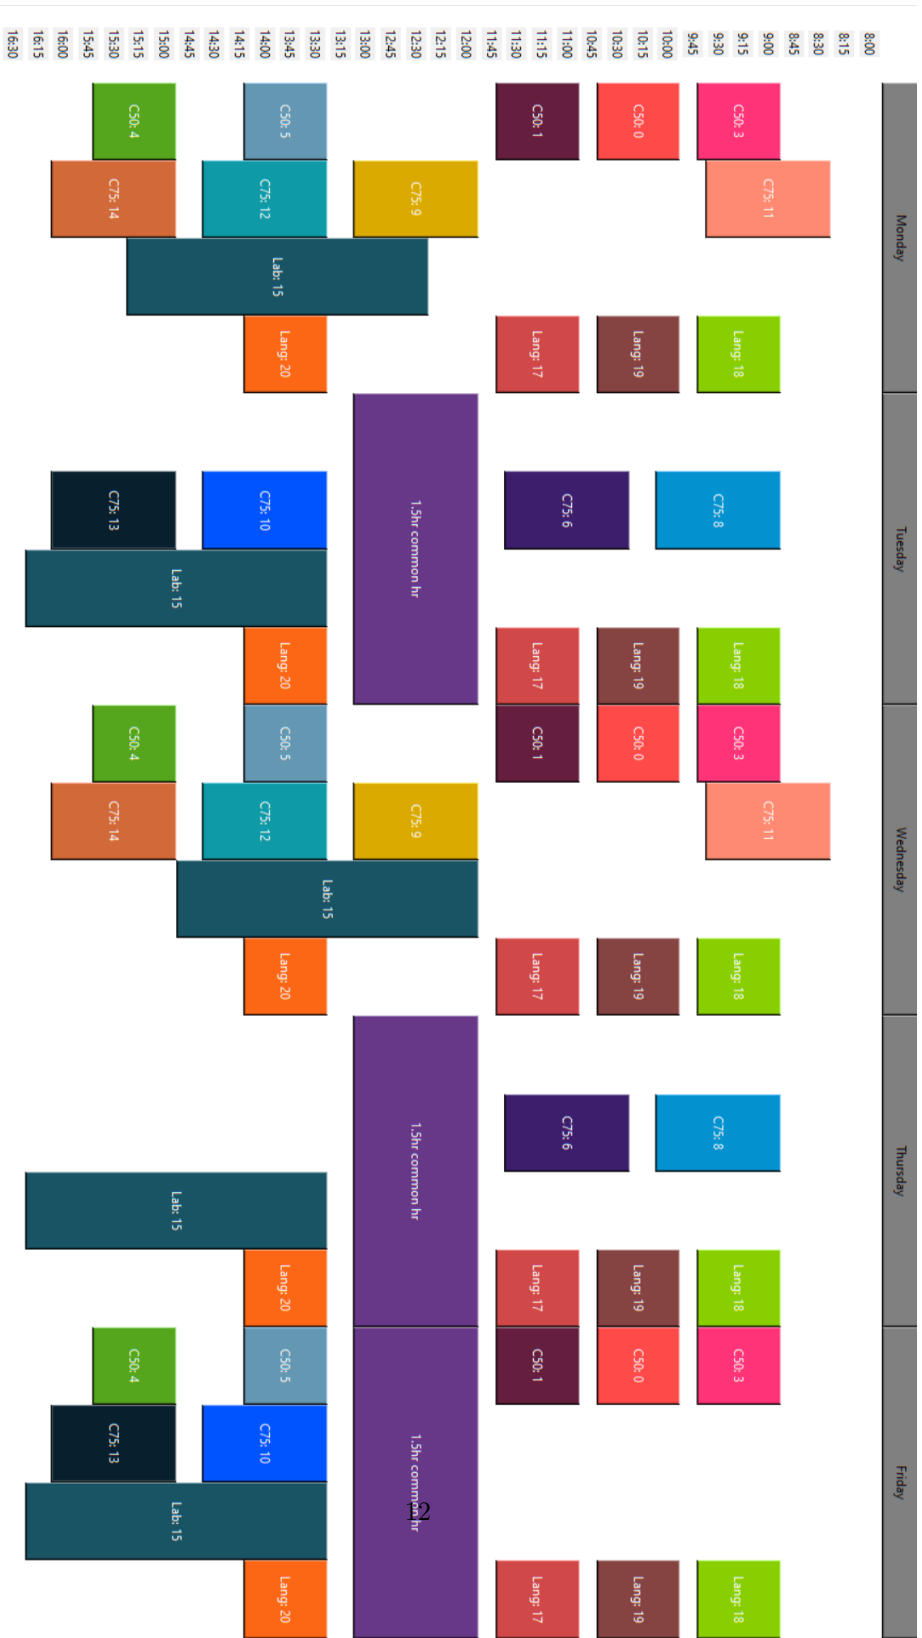 Monday
Tuesday
Wednesday
Thursday
Friday
8:00
8:15
8:30
8:45
9:00
9:15
9:30
9:45
10:00
10:15
10:30
10:45
11:00
11:15
11:30
11:45
12:00
12:15
12:30
12:45
13:00
13:15
13:30
13:45
14:00
14:15
14:30
14:45
15:00
15:15
15:30
15:45
16:00
16:15
16:30
C50: 3
C50: 0
C50: 1
C50: 5
C50: 4
C75: 11
C75: 9
C75: 12
C75: 14
Lab: 15
Lang: 18
Lang: 19
Lang: 17
Lang: 20
1.5hr common hr
C75: 8
C75: 6
C75: 10
C75: 13
Lab: 15
Lang: 18
Lang: 19
Lang: 17
Lang: 20
C50: 3
C50: 0
C50: 1
C50: 5
C50: 4
C75: 11
C75: 9
C75: 12
C75: 14
Lab: 15
Lang: 18
Lang: 19
Lang: 17
Lang: 20
1.5hr common hr
C75: 8
C75: 6
Lab: 15
Lang: 18
Lang: 19
Lang: 17
Lang: 20
C50: 3
C50: 0
C50: 1
C50: 5
C50: 4
1.5hr common hr
C75: 10
C75: 13
Lab: 15
Lang: 18
Lang: 19
Lang: 17
Lang: 20
12